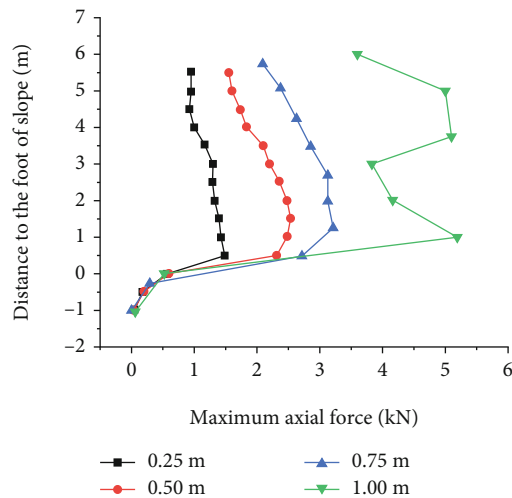 Distance to the foot of slope (m)
7
6
5
4
3
2
1
0
−1
−2
0 1 2 3 4 5 6
Maximum axial force (kN)
0.25 m 0.75 m
0.50 m 1.00 m